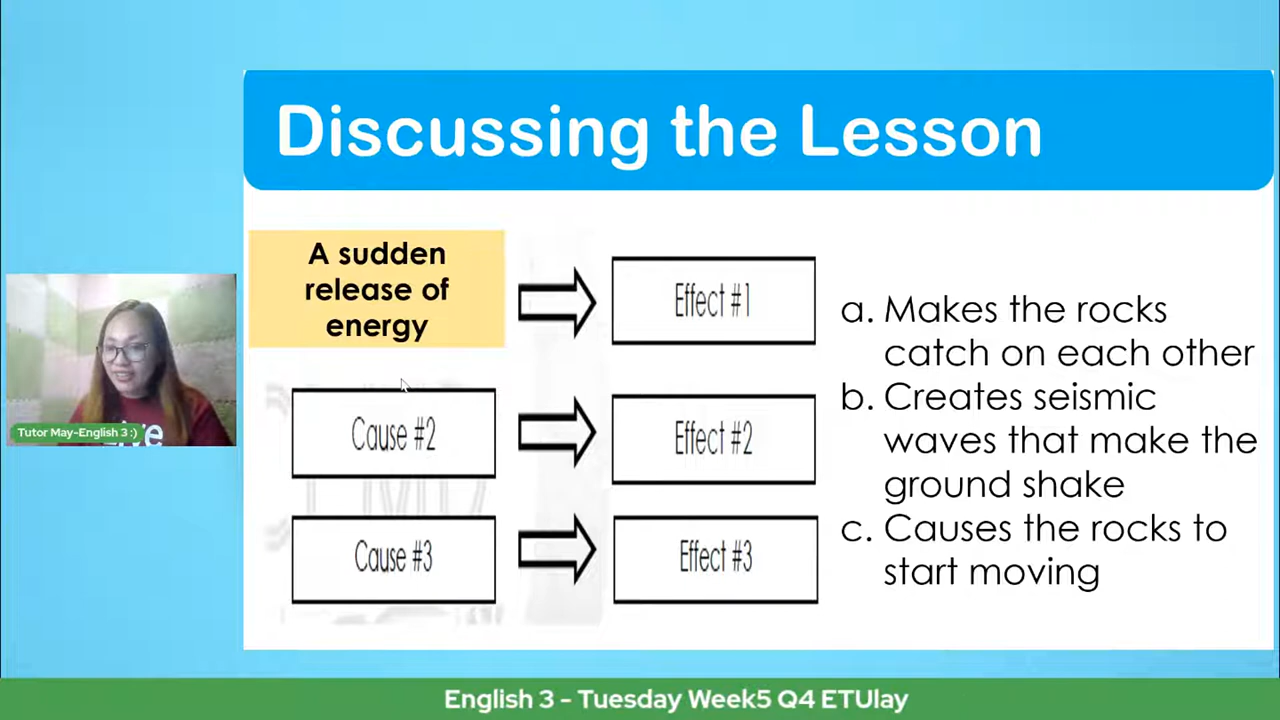 Discussing the Lesson
A sudden
release of
energy
Effect #1
Cause #2
Effect #2
Cause #3
Effect #3
a. Makes the rocks
catch on each other
b. Creates seismic
waves that make the
ground shake
c. Causes the rocks to
start moving
Tutor May-English 3 :)
English 3 - Tuesday Week5 Q4 ETUlay